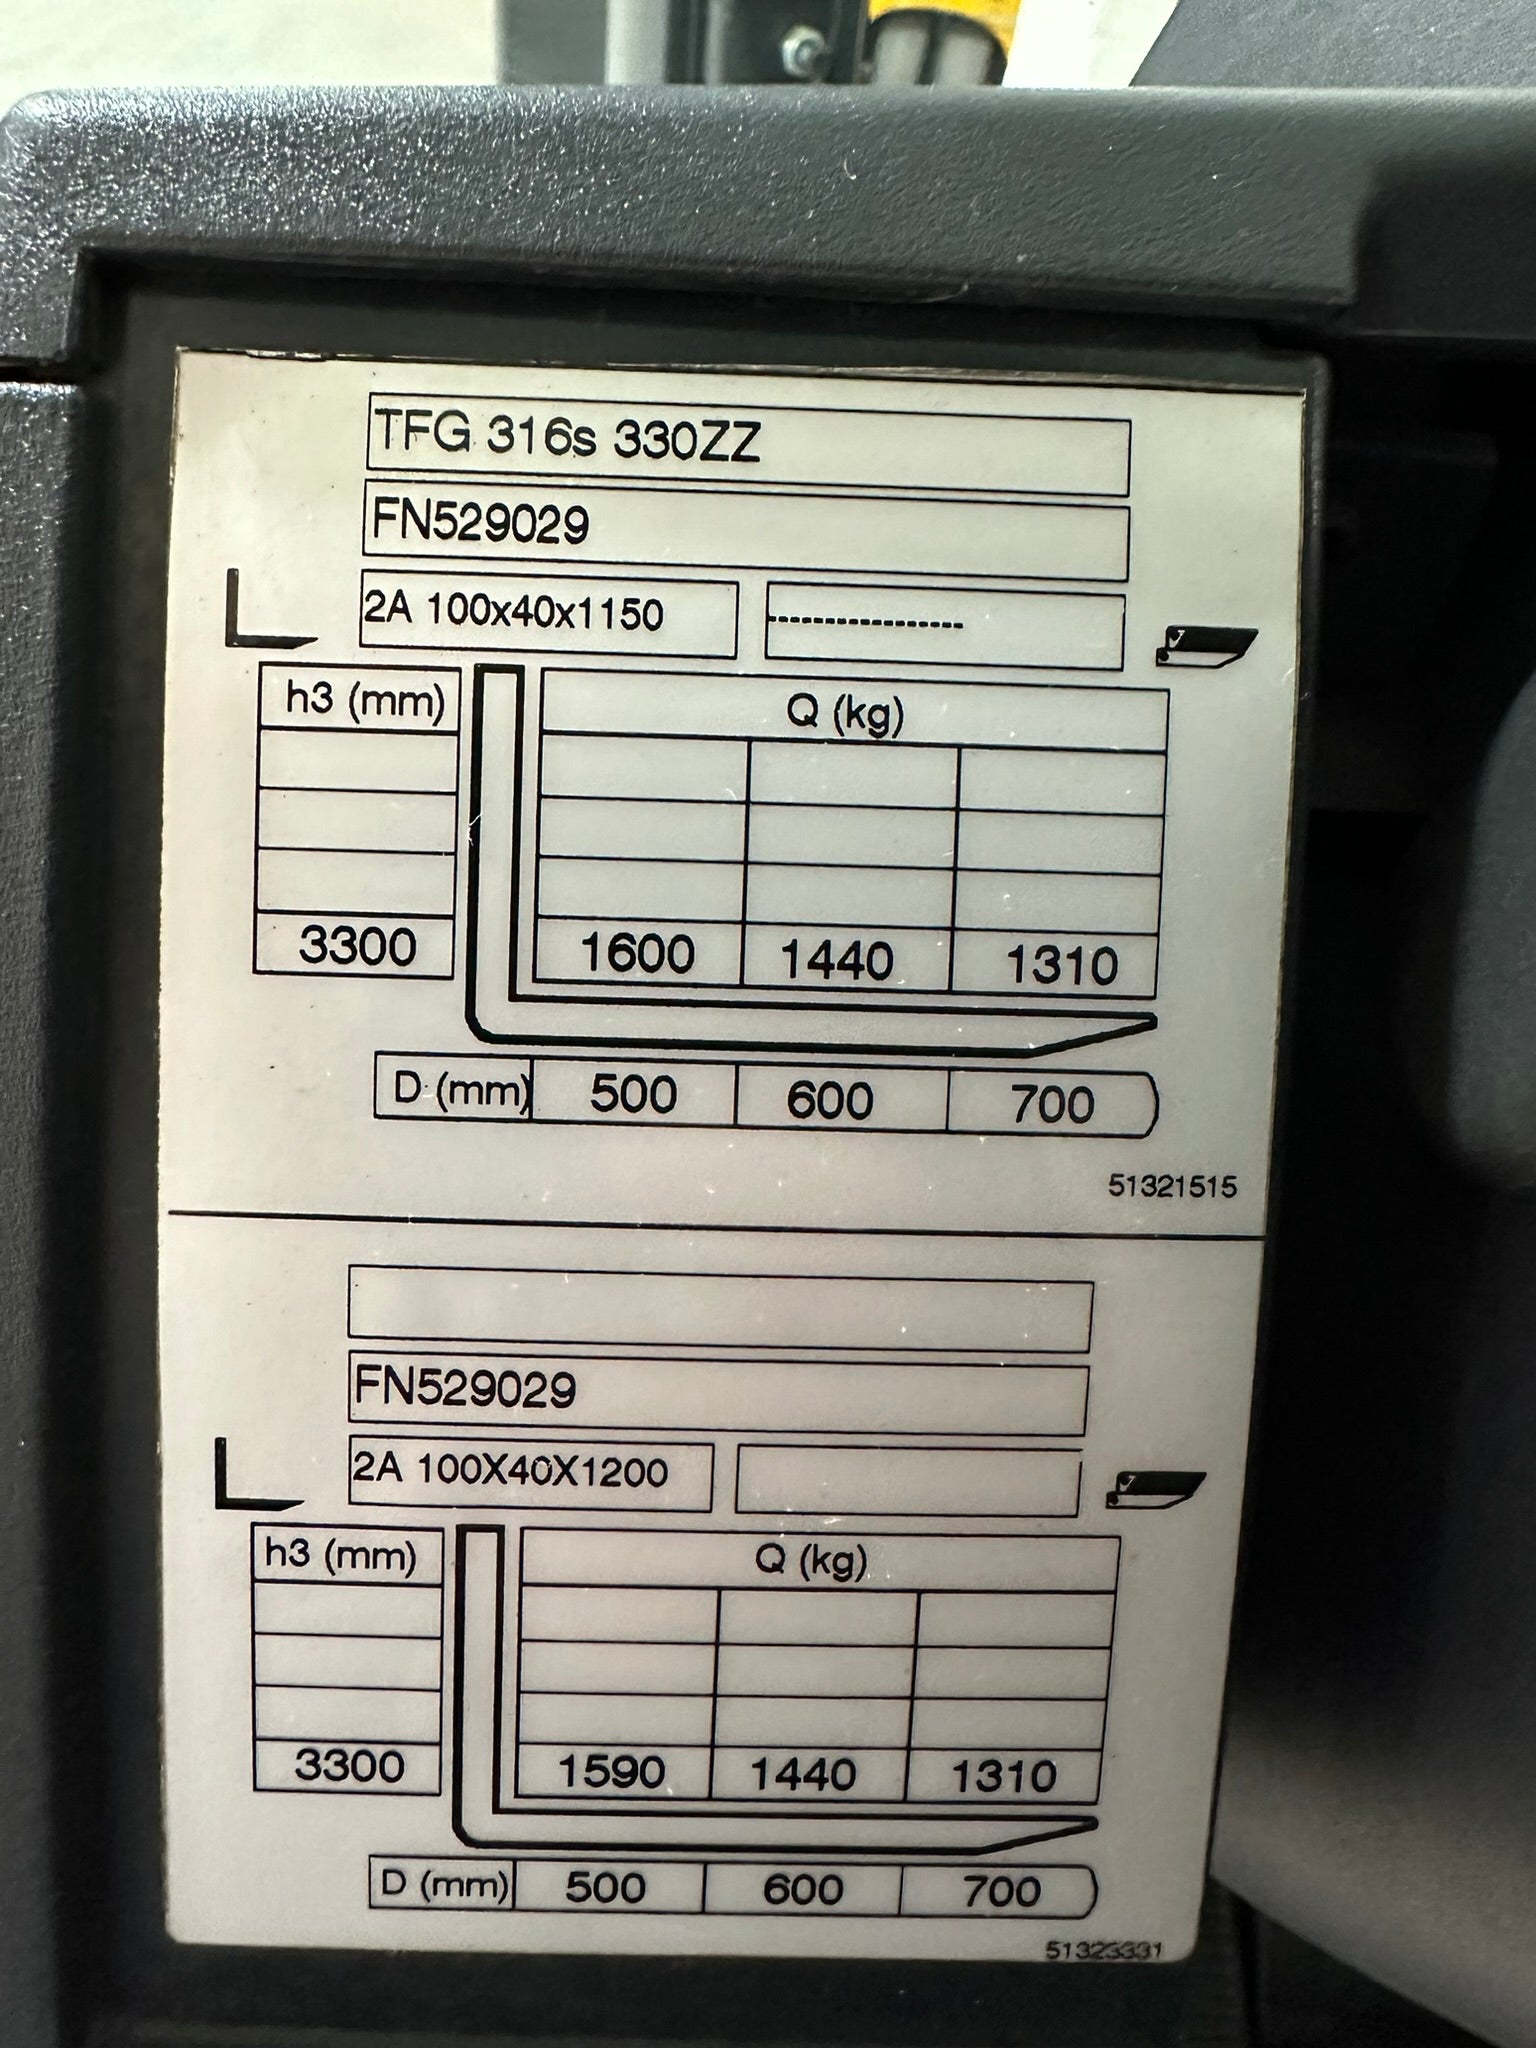 TFG 316s 330ZZ
FN529029
2A 100x40x1150
h3 (mm)
Q (kg)
3300
1600
1440
1310
D (mm)
500
600
700
51321515
FN529029
2A 100X40X1200
h3 (mm)
Q (kg)
3300
1590
1440
1310
D (mm)
500
600
700
51323331